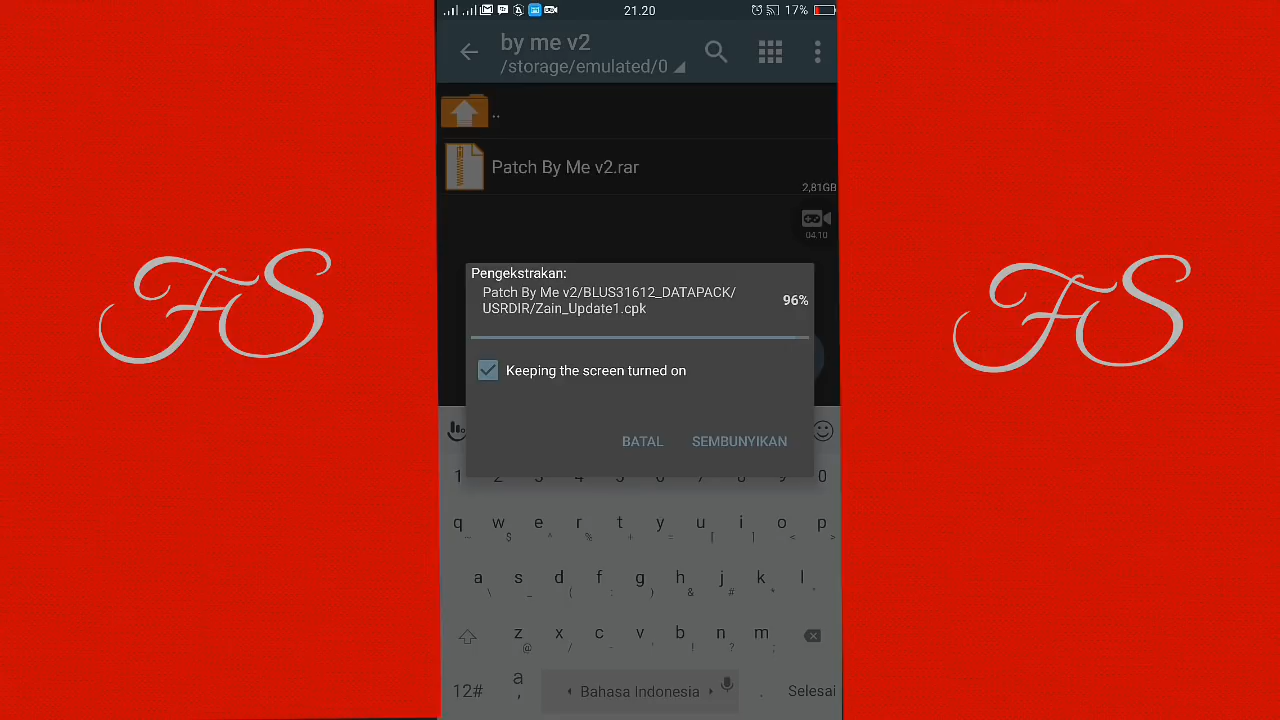 21.20
17%
by me v2
/storage/emulated/0
..
Patch By Me v2.rar
2,81GB
04.10
Pengekstrakan:
Patch By Me v2/BLUS31612_DATAPACK/
USRDIR/Zain_Update1.cpk
96%
Keeping the screen turned on
BATAL SEMBUNYIKAN
1 2 3 4 5 6 7 8 9 0
q w e r t y u i o p
a s d f g h j k l
z x c v b n m
12# a , Bahasa Indonesia . Selesai
FS
FS